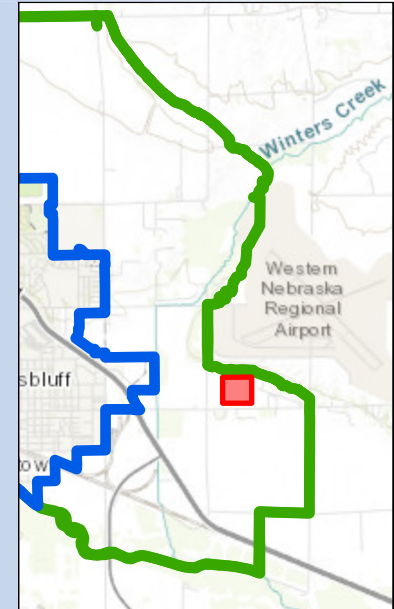 Winters Creek
Western
Nebraska
Regional
Airport
sbluff
tow